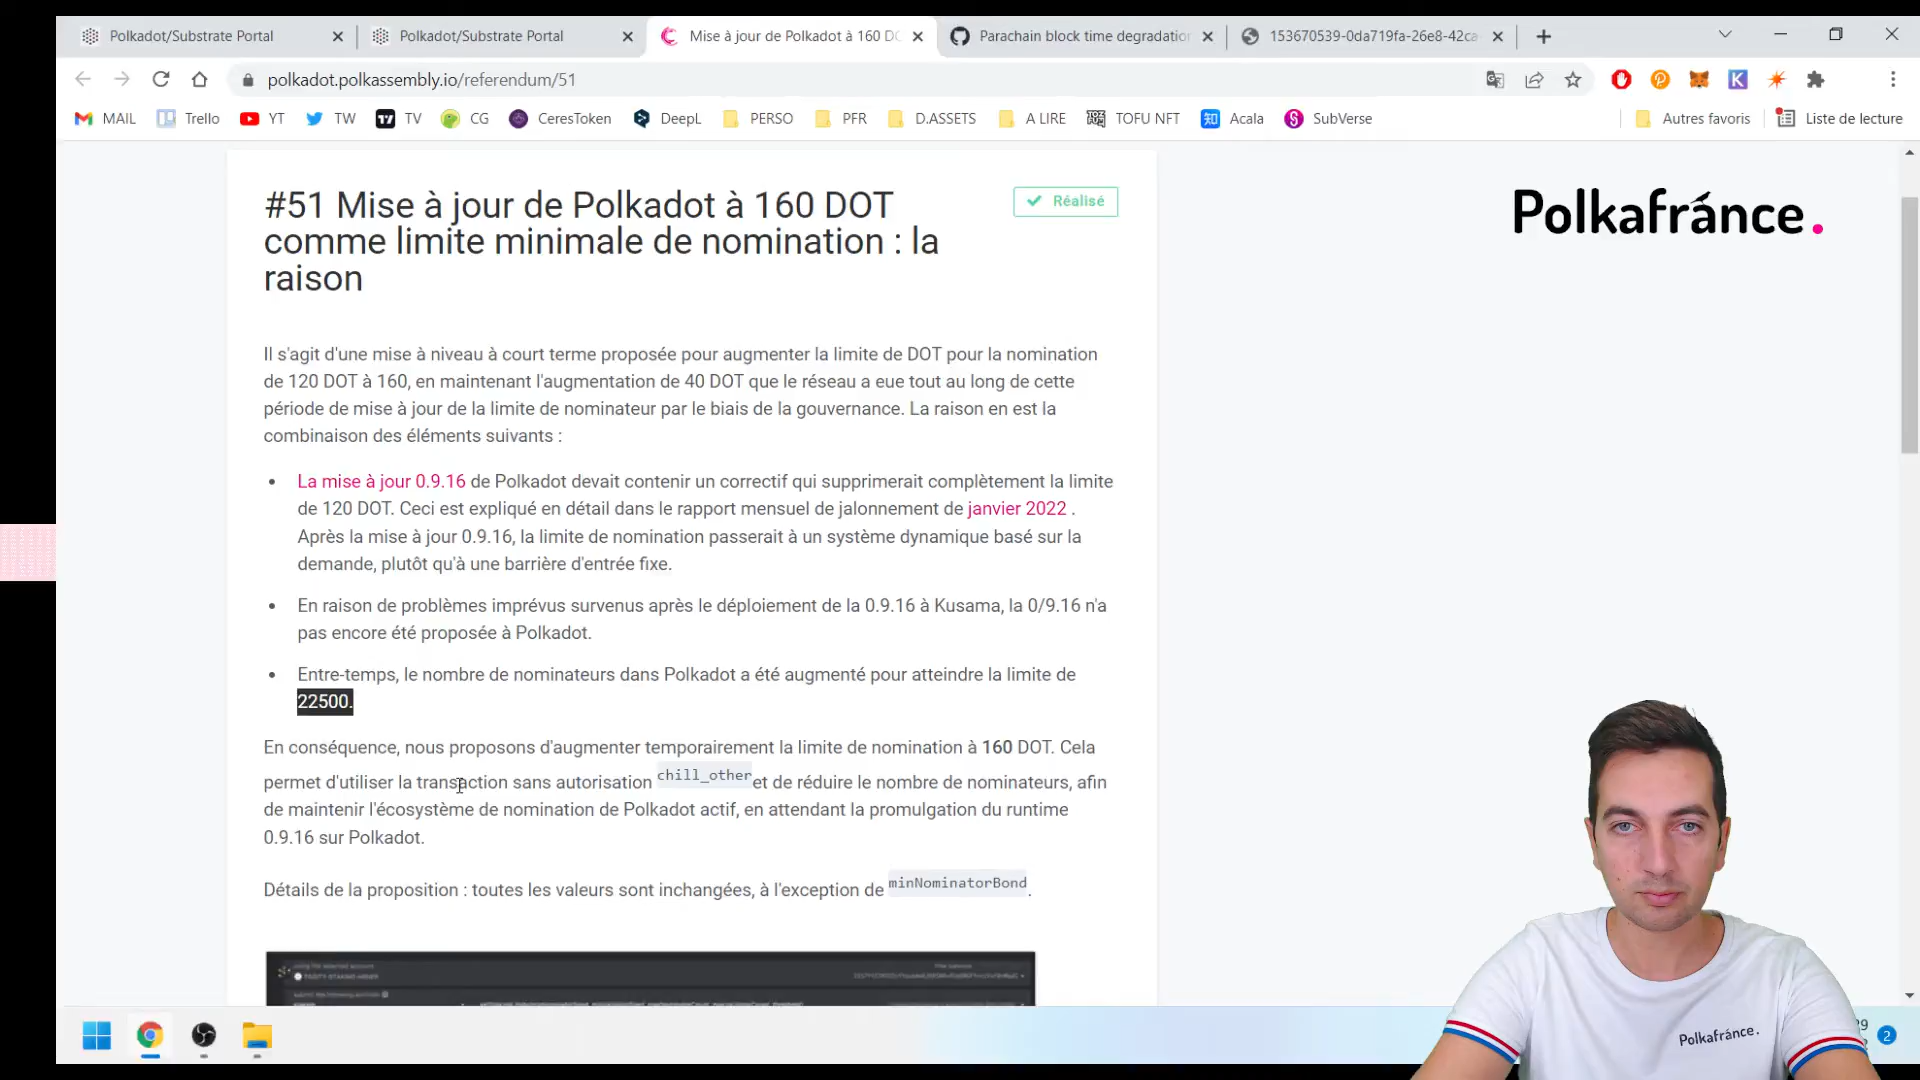 Polkadot/Substrate Portal
Polkadot/Substrate Portal
Mise à jour de Polkadot à 160 DO
Parachain block time degradation
153670539-0da719fa-26e8-42ca-
polkadot.polkassembly.io/referendum/51
MAIL
Trello
YT
TW
TV
CG
CeresToken
DeepL
PERSO
PFR
D.ASSETS
A LIRE
TOFU NFT
Acala
SubVerse
Autres favoris
Liste de lecture
#51 Mise à jour de Polkadot à 160 DOT
comme limite minimale de nomination : la
raison
Réalisé
Polkafránce.
Il s'agit d'une mise à niveau à court terme proposée pour augmenter la limite de DOT pour la nomination
de 120 DOT à 160, en maintenant l'augmentation de 40 DOT que le réseau a eue tout au long de cette
période de mise à jour de la limite de nominateur par le biais de la gouvernance. La raison en est la
combinaison des éléments suivants :
La mise à jour 0.9.16 de Polkadot devait contenir un correctif qui supprimerait complètement la limite
de 120 DOT. Ceci est expliqué en détail dans le rapport mensuel de jalonnement de janvier 2022 .
Après la mise à jour 0.9.16, la limite de nomination passerait à un système dynamique basé sur la
demande, plutôt qu'à une barrière d'entrée fixe.
En raison de problèmes imprévus survenus après le déploiement de la 0.9.16 à Kusama, la 0/9.16 n'a
pas encore été proposée à Polkadot.
Entre-temps, le nombre de nominateurs dans Polkadot a été augmenté pour atteindre la limite de
22500.
En conséquence, nous proposons d'augmenter temporairement la limite de nomination à 160 DOT. Cela
permet d'utiliser la transaction sans autorisation chill_other et de réduire le nombre de nominateurs, afin
de maintenir l'écosystème de nomination de Polkadot actif, en attendant la promulgation du runtime
0.9.16 sur Polkadot.
Détails de la proposition : toutes les valeurs sont inchangées, à l'exception de minNominatorBond.
Polkafránce.
2